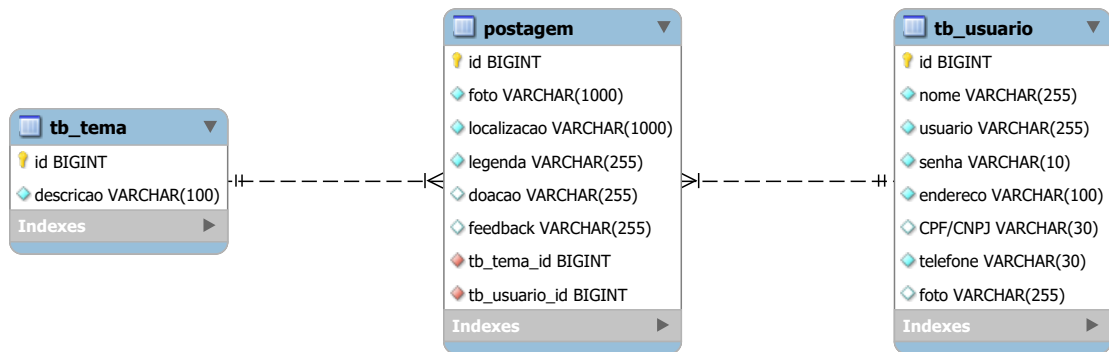 tb_tema
id BIGINT
descricao VARCHAR(100)
Indexes
postagem
id BIGINT
foto VARCHAR(1000)
localizacao VARCHAR(1000)
legenda VARCHAR(255)
doacao VARCHAR(255)
feedback VARCHAR(255)
tb_tema_id BIGINT
tb_usuario_id BIGINT
Indexes
tb_usuario
id BIGINT
nome VARCHAR(255)
usuario VARCHAR(255)
senha VARCHAR(10)
endereco VARCHAR(100)
CPF/CNPJ VARCHAR(30)
telefone VARCHAR(30)
foto VARCHAR(255)
Indexes